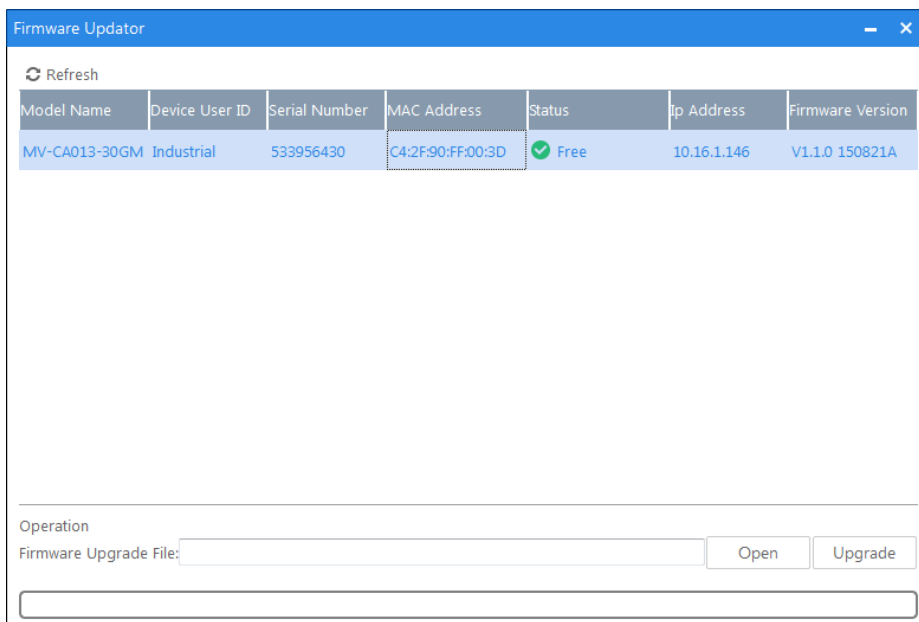 Firmware Updator
Refresh
Model Name Device User ID Serial Number MAC Address Status Ip Address Firmware Version
MV-CA013-30GM Industrial 533956430 C4:2F:90:FF:00:3D Free 10.16.1.146 V1.1.0 150821A
Operation
Firmware Upgrade File: Open Upgrade